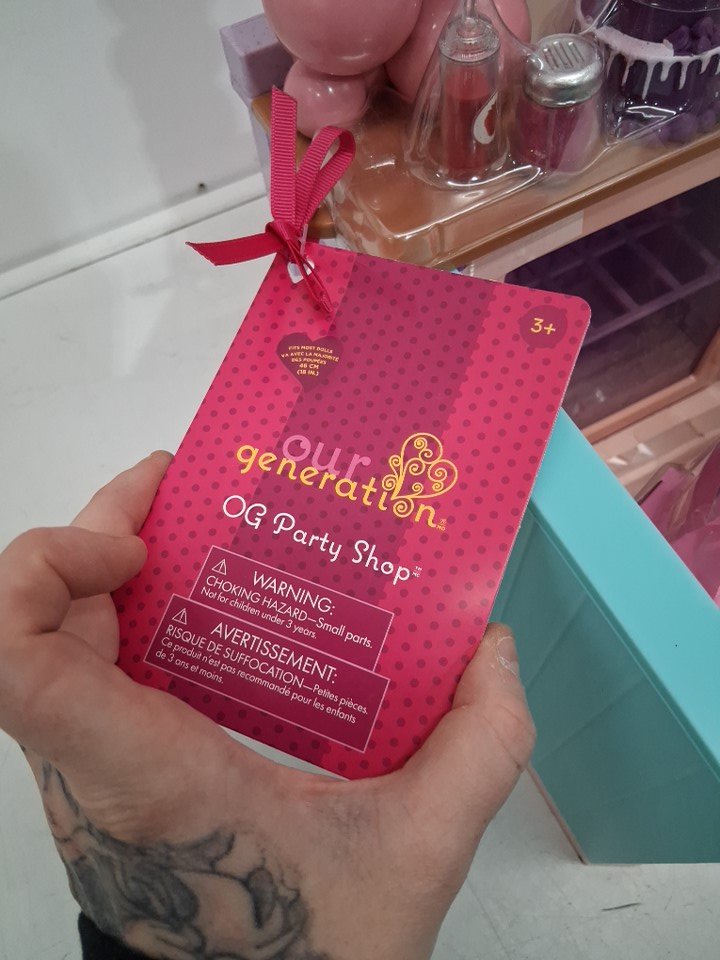 3+
FITS MOST DOLLS
VA AVEC LA MAJORITÉ
DES POUPÉES
46 CM
(18 IN.)
our
generation
OG Party Shop™
WARNING:
CHOKING HAZARD—Small parts.
Not for children under 3 years.
AVERTISSEMENT:
RISQUE DE SUFFOCATION—Petites pièces.
Ce produit n'est pas recommandé pour les enfants
de 3 ans et moins.